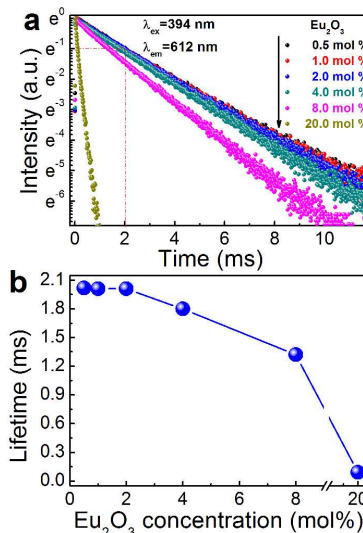 a
λex=394 nm
λem=612 nm
Eu2O3
0.5 mol %
1.0 mol %
2.0 mol %
4.0 mol %
8.0 mol %
20.0 mol %
Intensity (a.u.)
e⁰
e⁻¹
e⁻²
e⁻³
e⁻⁴
e⁻⁵
e⁻⁶
0 2 4 6 8 10
Time (ms)
b
Lifetime (ms)
2.1
1.8
1.5
1.2
0.9
0.6
0.3
0.0
0 2 4 6 8 20
Eu2O3 concentration (mol%)